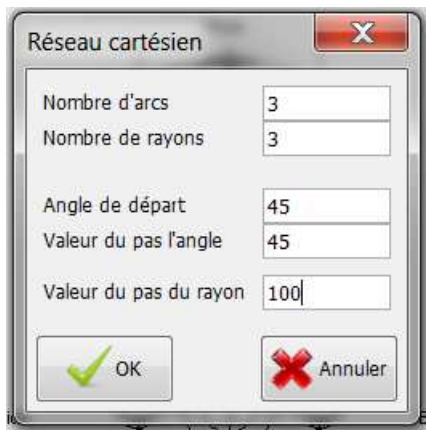 Réseau cartésien
Nombre d'arcs 3
Nombre de rayons 3
Angle de départ 45
Valeur du pas l'angle 45
Valeur du pas du rayon 100
OK Annuler